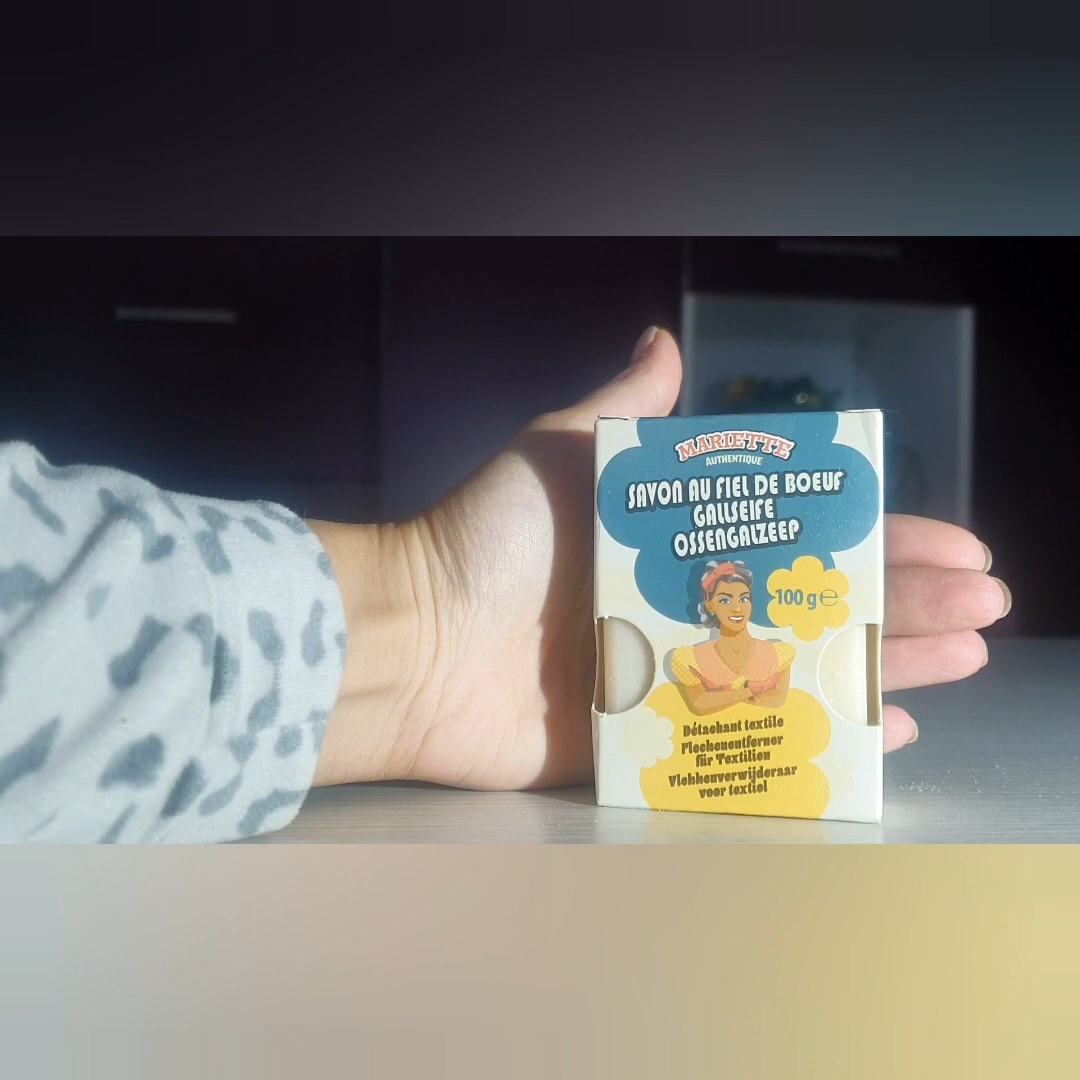 MARIETTE
AUTHENTIQUE
SAVON AU FIEL DE BOEUF
GALLSEIFE
OSSENGALZEEP
100 g ℮
Détachant textile
Fleckenentferner
für Textilien
Vlekkenverwijderaar
voor textiel